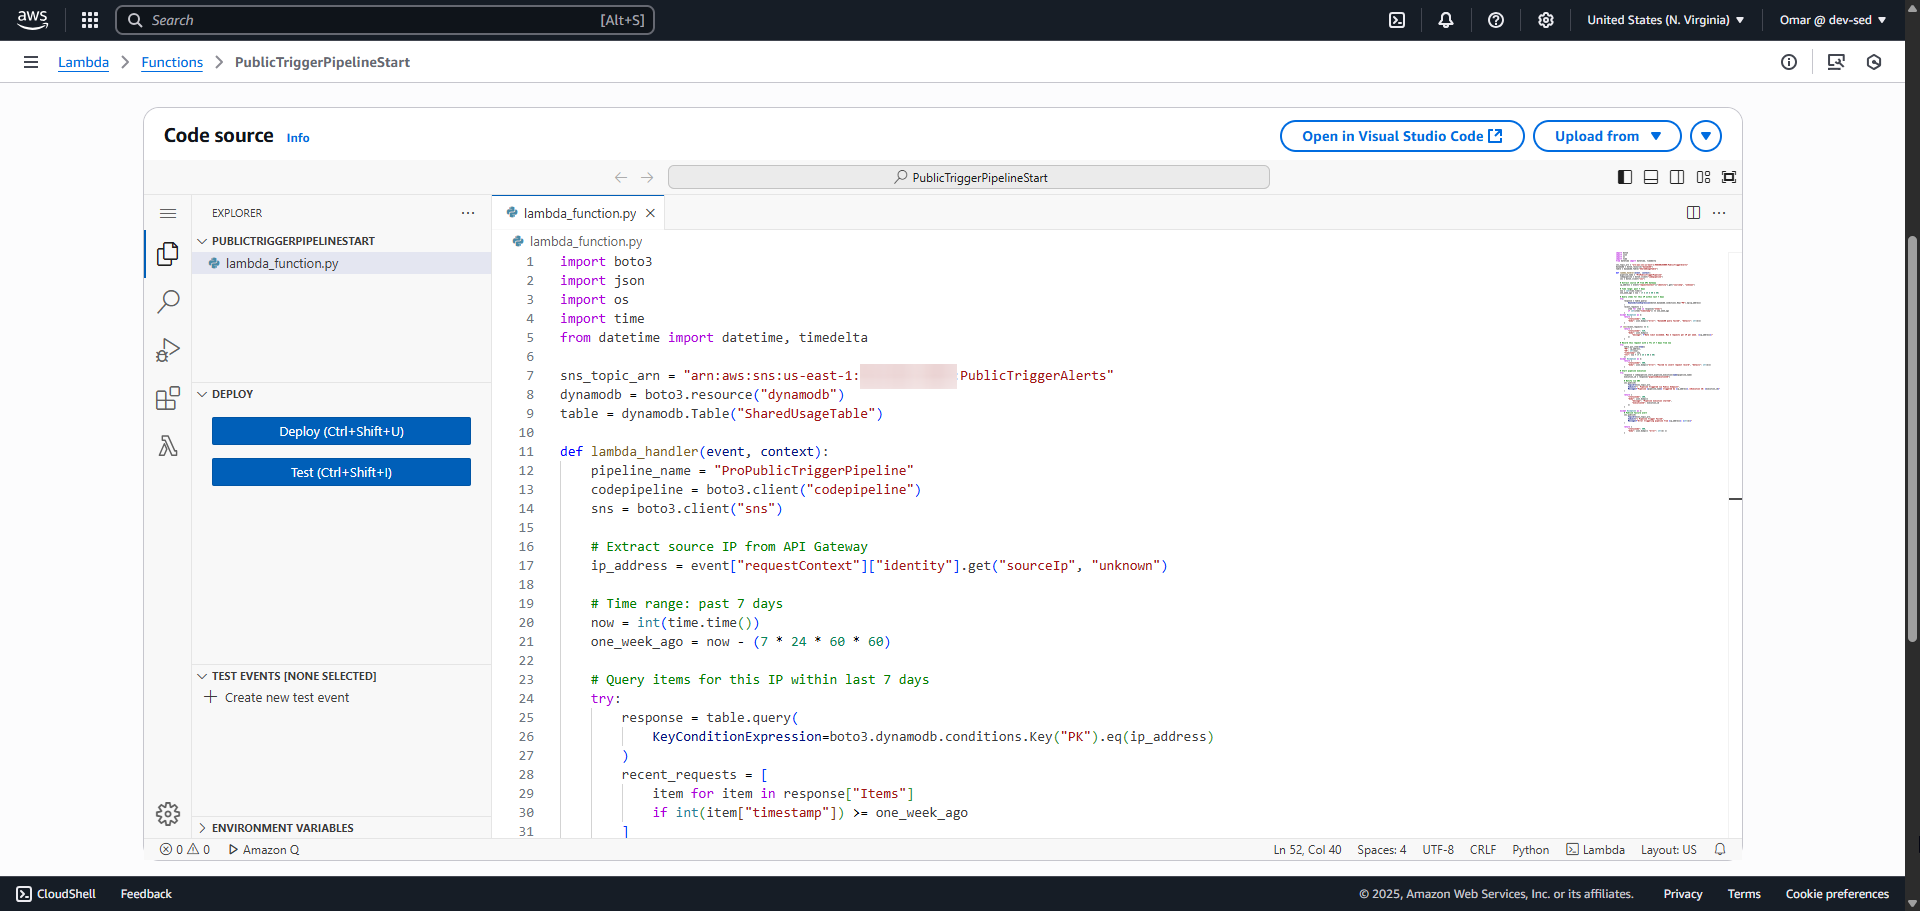 aws
Search [Alt+S]
United States (N. Virginia)
Omar @ dev-sed
Lambda
Functions
PublicTriggerPipelineStart
Code source Info
Open in Visual Studio Code
Upload from
PublicTriggerPipelineStart
EXPLORER
PUBLICTRIGGERPIPELINESTART
lambda_function.py
DEPLOY
Deploy (Ctrl+Shift+U)
Test (Ctrl+Shift+I)
TEST EVENTS [NONE SELECTED]
Create new test event
ENVIRONMENT VARIABLES
lambda_function.py
lambda_function.py
1 import boto3
2 import json
3 import os
4 import time
5 from datetime import datetime, timedelta
6
7 sns_topic_arn = "arn:aws:sns:us-east-1: PublicTriggerAlerts"
8 dynamodb = boto3.resource("dynamodb")
9 table = dynamodb.Table("SharedUsageTable")
10
11 def lambda_handler(event, context):
12 pipeline_name = "ProPublicTriggerPipeline"
13 codepipeline = boto3.client("codepipeline")
14 sns = boto3.client("sns")
15
16 # Extract source IP from API Gateway
17 ip_address = event["requestContext"]["identity"].get("sourceIp", "unknown")
18
19 # Time range: past 7 days
20 now = int(time.time())
21 one_week_ago = now - (7 * 24 * 60 * 60)
22
23 # Query items for this IP within last 7 days
24 try:
25 response = table.query(
26 KeyConditionExpression=boto3.dynamodb.conditions.Key("PK").eq(ip_address)
27 )
28 recent_requests = [
29 item for item in response["Items"]
30 if int(item["timestamp"]) >= one_week_ago
31 ]
0 0 Amazon Q
Ln 52, Col 40 Spaces: 4 UTF-8 CRLF Python Lambda Layout: US
CloudShell Feedback
© 2025, Amazon Web Services, Inc. or its affiliates. Privacy Terms Cookie preferences